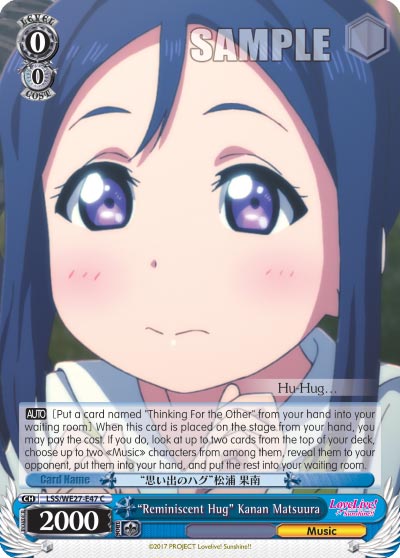 LEVEL
0
0
COST
SAMPLE
Hu-Hug...
AUTO [Put a card named "Thinking For the Other" from your hand into your
waiting room] When this card is placed on the stage from your hand, you
may pay the cost. If you do, look at up to two cards from the top of your deck,
choose up to two «Music» characters from among them, reveal them to your
opponent, put them into your hand, and put the rest into your waiting room.
Card Name
"思い出のハグ"松浦 果南
CH LSS/WE27-E47 C
"Reminiscent Hug" Kanan Matsuura
LoveLive!
Sunshine!!
POWER
2000
SOUL
Music
©2017 PROJECT Lovelive! Sunshine!!